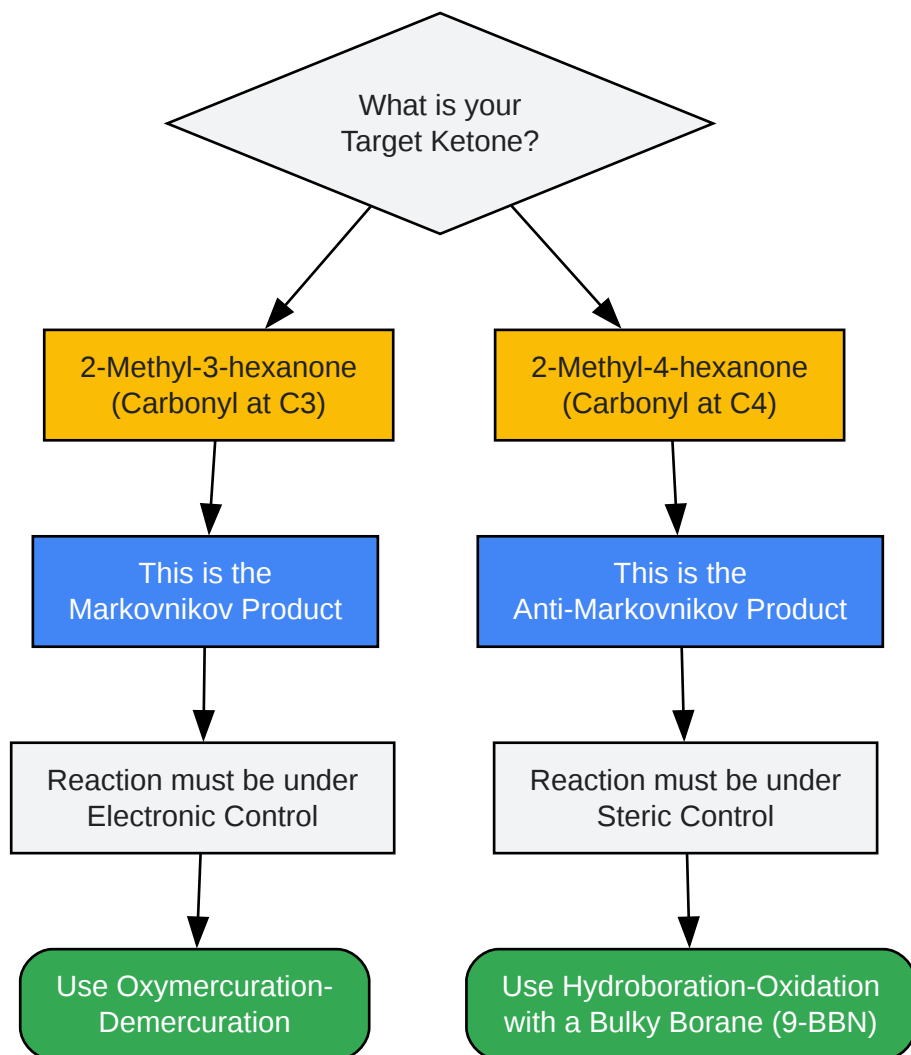 What is your
Target Ketone?
2-Methyl-3-hexanone
(Carbonyl at C3)
2-Methyl-4-hexanone
(Carbonyl at C4)
This is the
Markovnikov Product
This is the
Anti-Markovnikov Product
Reaction must be under
Electronic Control
Reaction must be under
Steric Control
Use Oxymercuration-
Demercuration
Use Hydroboration-Oxidation
with a Bulky Borane (9-BBN)